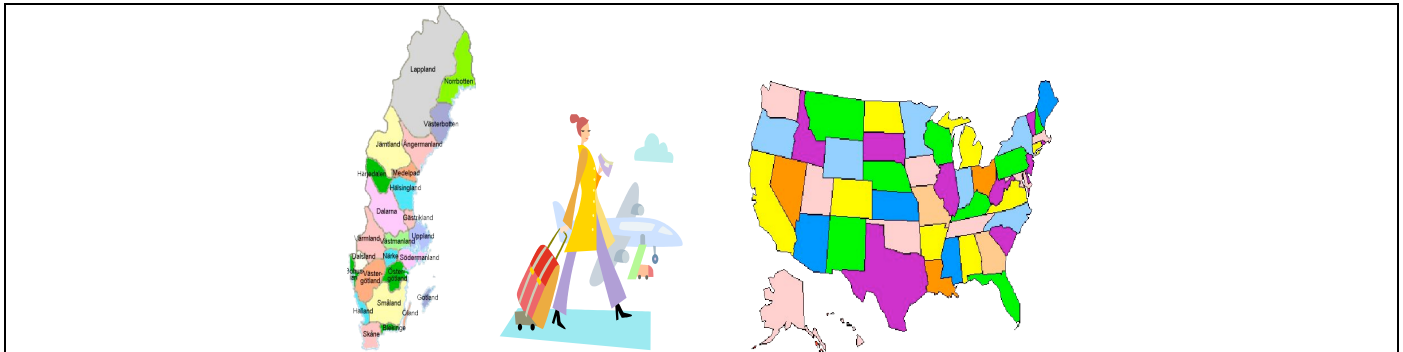 Lappland
Norrbotten
Västerbotten
Jämtland
Ångermanland
Härjedalen
Medelpad
Hälsingland
Dalarna
Gästrikland
Värmland
Västmanland
Uppland
Dalsland
Närke
Södermanland
Väster-
götland
Öster-
götland
Gotland
Småland
Halland
Öland
Blekinge
Skåne